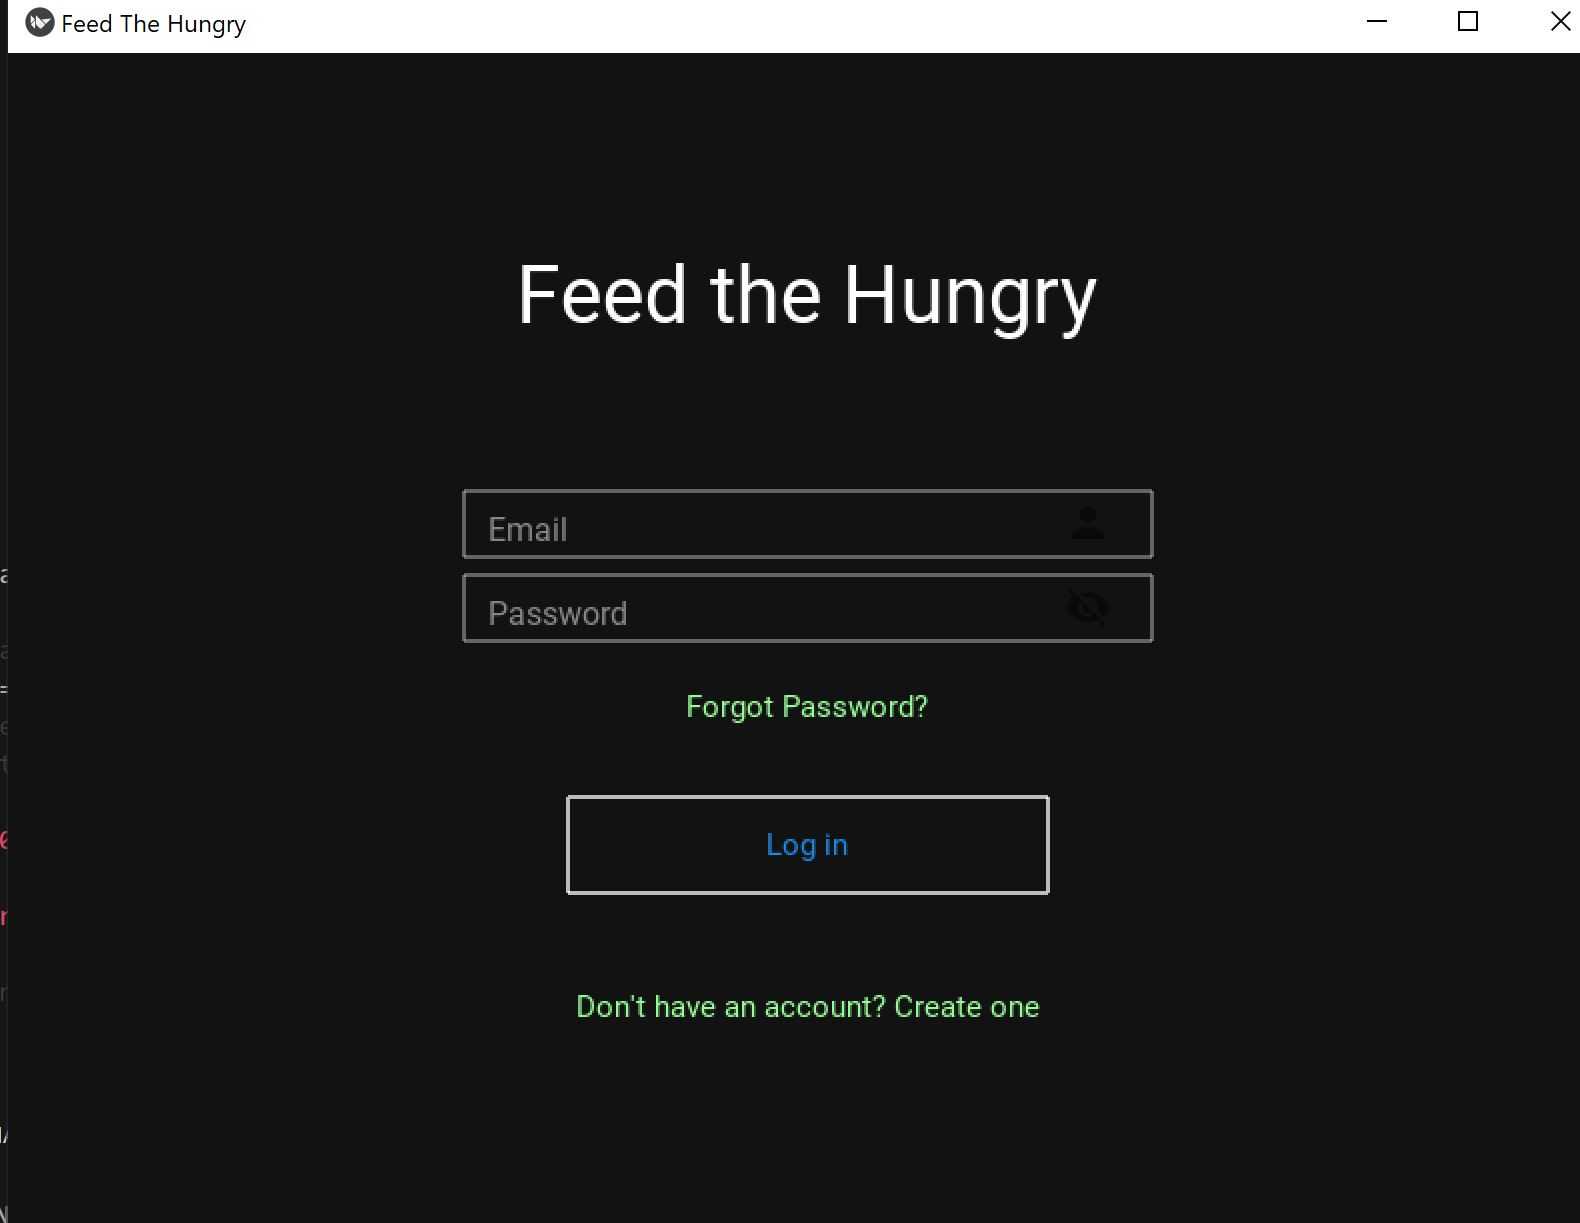 Feed The Hungry
Feed the Hungry
Email
Password
Forgot Password?
Log in
Don't have an account? Create one